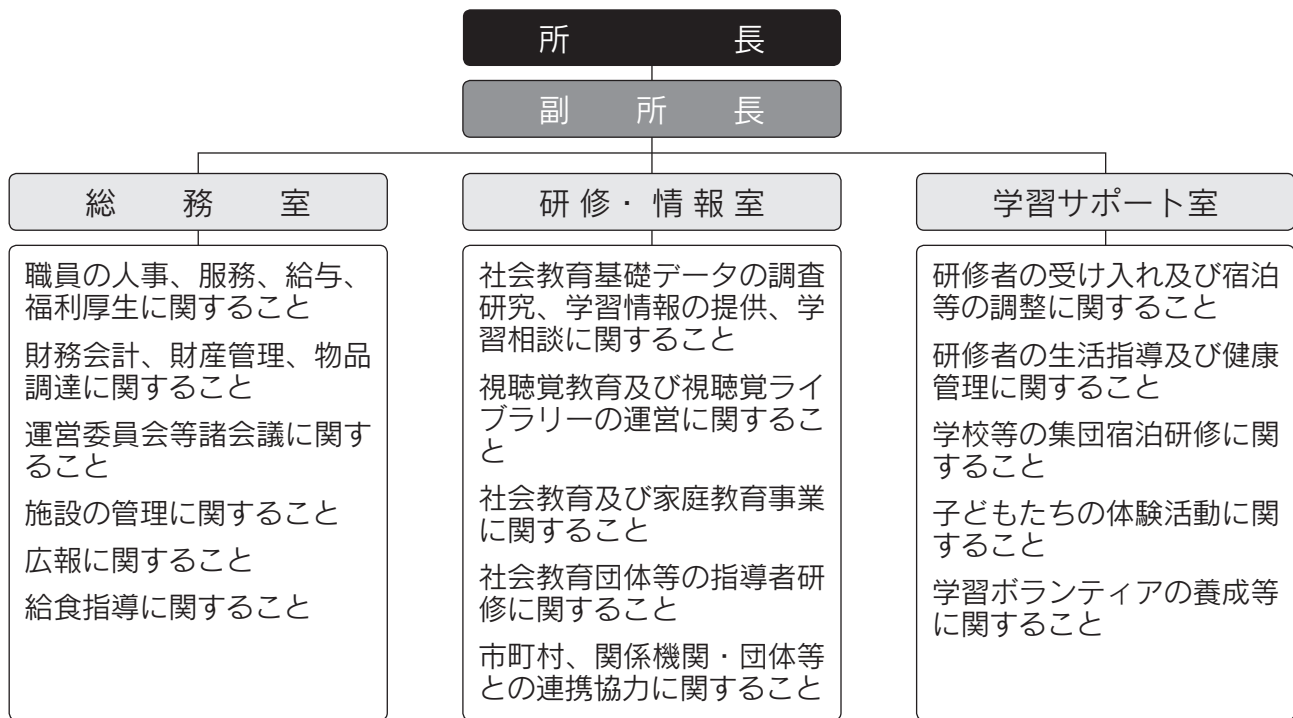 所長
副所長
総務室
職員の人事、服務、給与、
福利厚生に関すること
財務会計、財産管理、物品
調達に関すること
運営委員会等諸会議に関す
ること
施設の管理に関すること
広報に関すること
給食指導に関すること
研修・情報室
社会教育基礎データの調査
研究、学習情報の提供、学
習相談に関すること
視聴覚教育及び視聴覚ライ
ブラリーの運営に関するこ
と
社会教育及び家庭教育事業
に関すること
社会教育団体等の指導者研
修に関すること
市町村、関係機関・団体等
との連携協力に関すること
学習サポート室
研修者の受け入れ及び宿泊
等の調整に関すること
研修者の生活指導及び健康
管理に関すること
学校等の集団宿泊研修に関
すること
子どもたちの体験活動に関
すること
学習ボランティアの養成等
に関すること